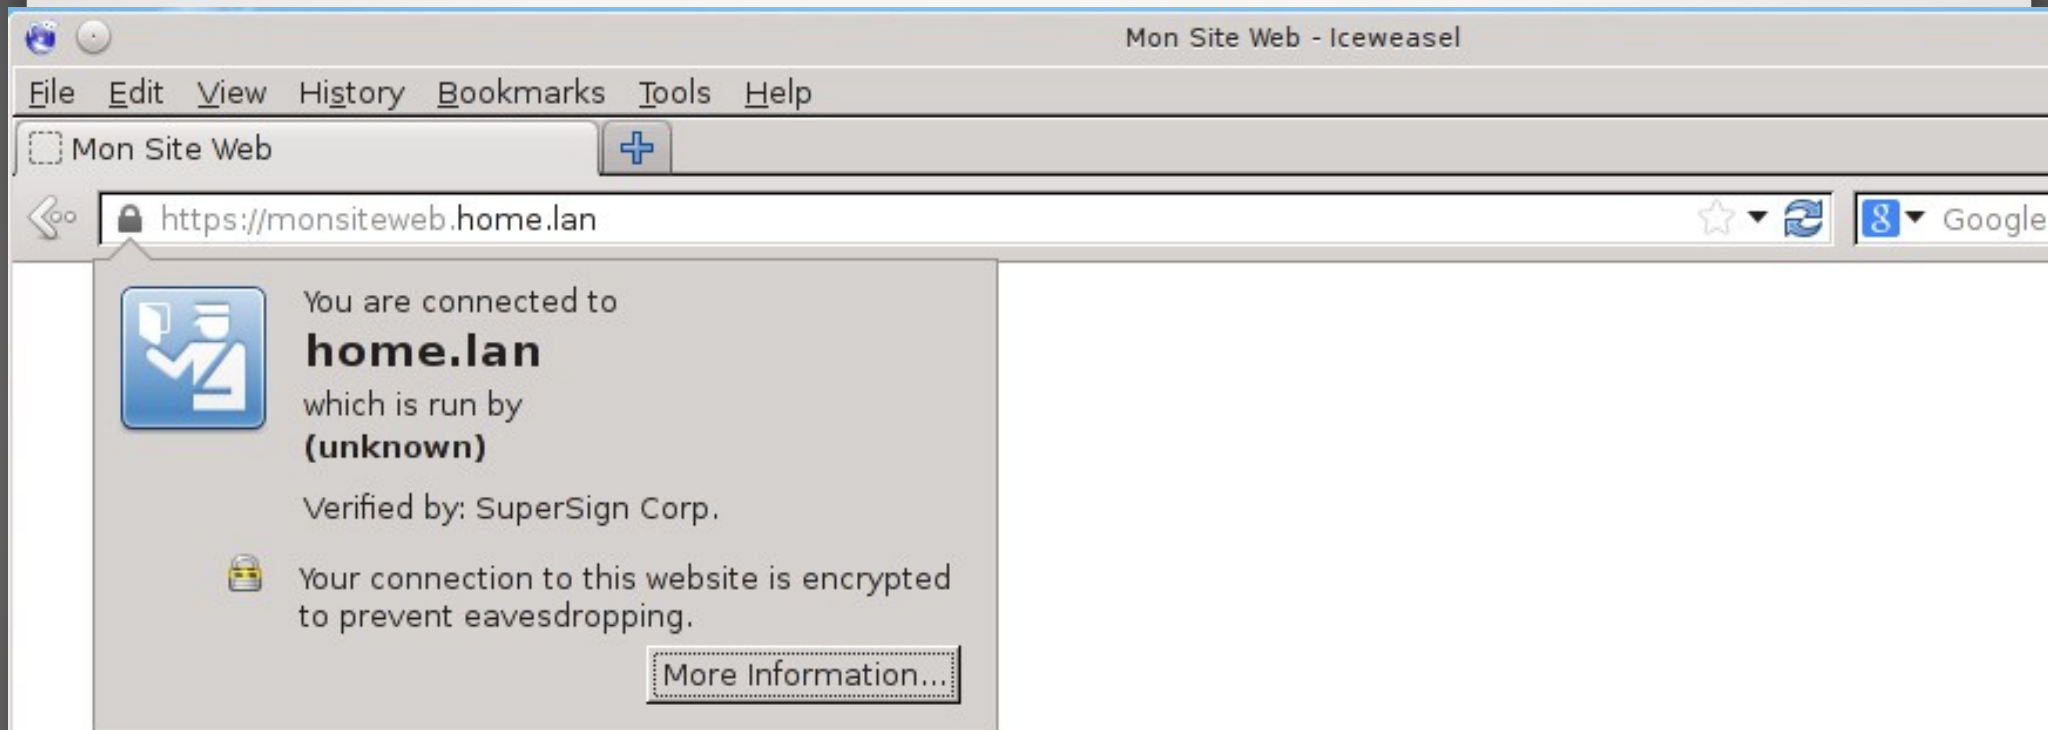 Mon Site Web - Iceweasel
File Edit View History Bookmarks Tools Help
Mon Site Web
https://monsiteweb.home.lan
8 Google
You are connected to
home.lan
which is run by
(unknown)
Verified by: SuperSign Corp.
Your connection to this website is encrypted
to prevent eavesdropping.
More Information...